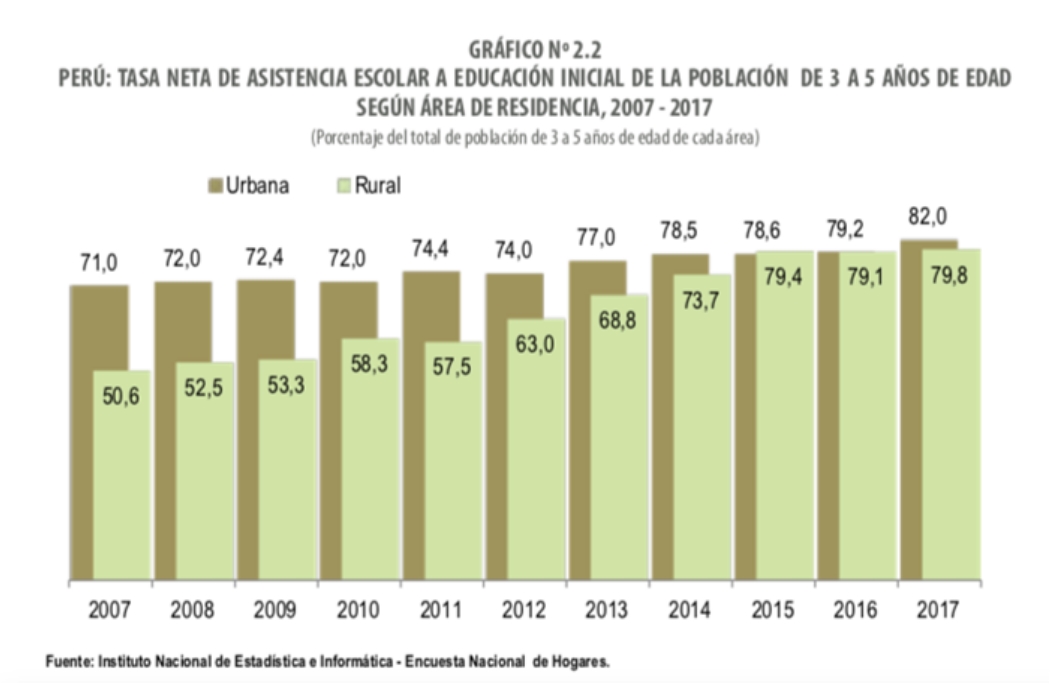 GRÁFICO Nº 2.2
PERÚ: TASA NETA DE ASISTENCIA ESCOLAR A EDUCACIÓN INICIAL DE LA POBLACIÓN DE 3 A 5 AÑOS DE EDAD
SEGÚN ÁREA DE RESIDENCIA, 2007 - 2017
(Porcentaje del total de población de 3 a 5 años de edad de cada área)
Urbana Rural
71,0 72,0 72,4 72,0 74,4 74,0 77,0 78,5 78,6 79,2 82,0
50,6 52,5 53,3 58,3 57,5 63,0 68,8 73,7 79,4 79,1 79,8
2007 2008 2009 2010 2011 2012 2013 2014 2015 2016 2017
Fuente: Instituto Nacional de Estadística e Informática - Encuesta Nacional de Hogares.